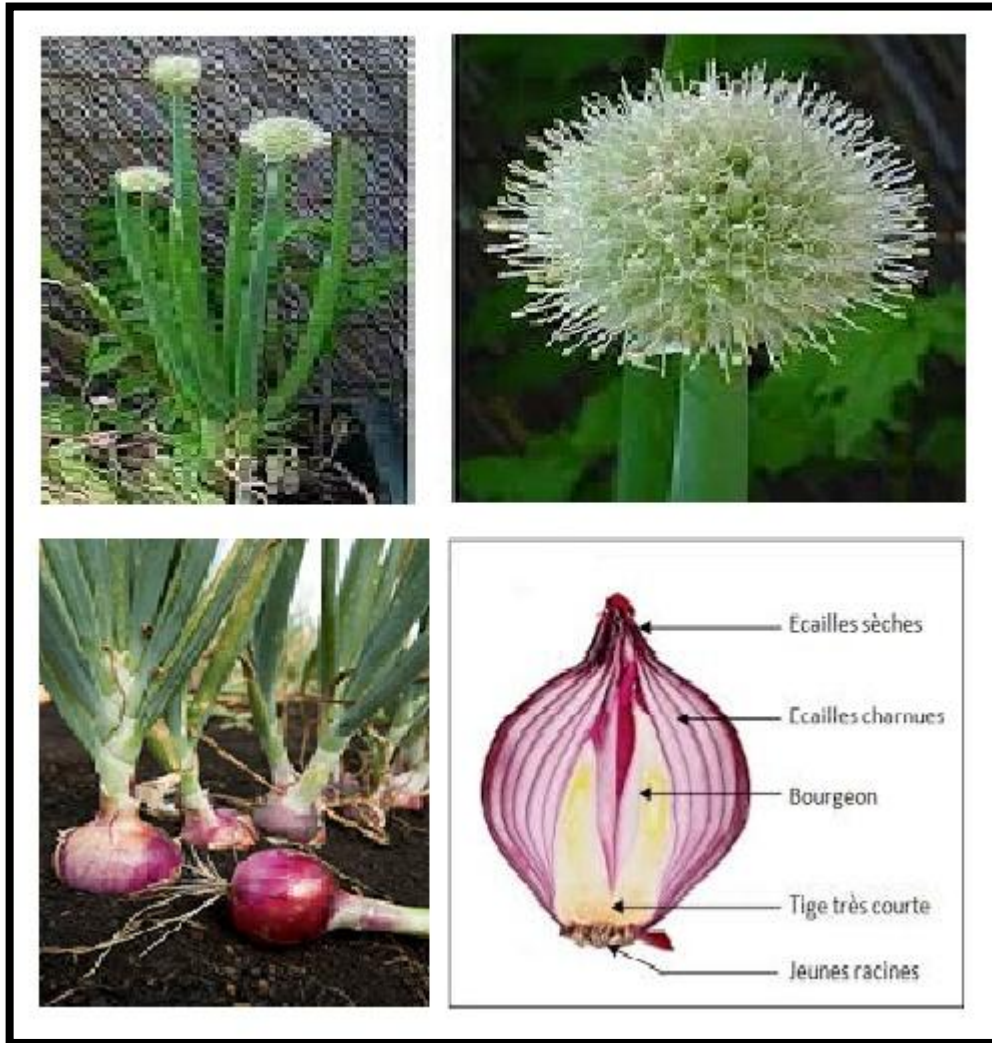 Ecailles sèches
Ecailles charnues
Bourgeon
Tige très courte
Jeunes racines